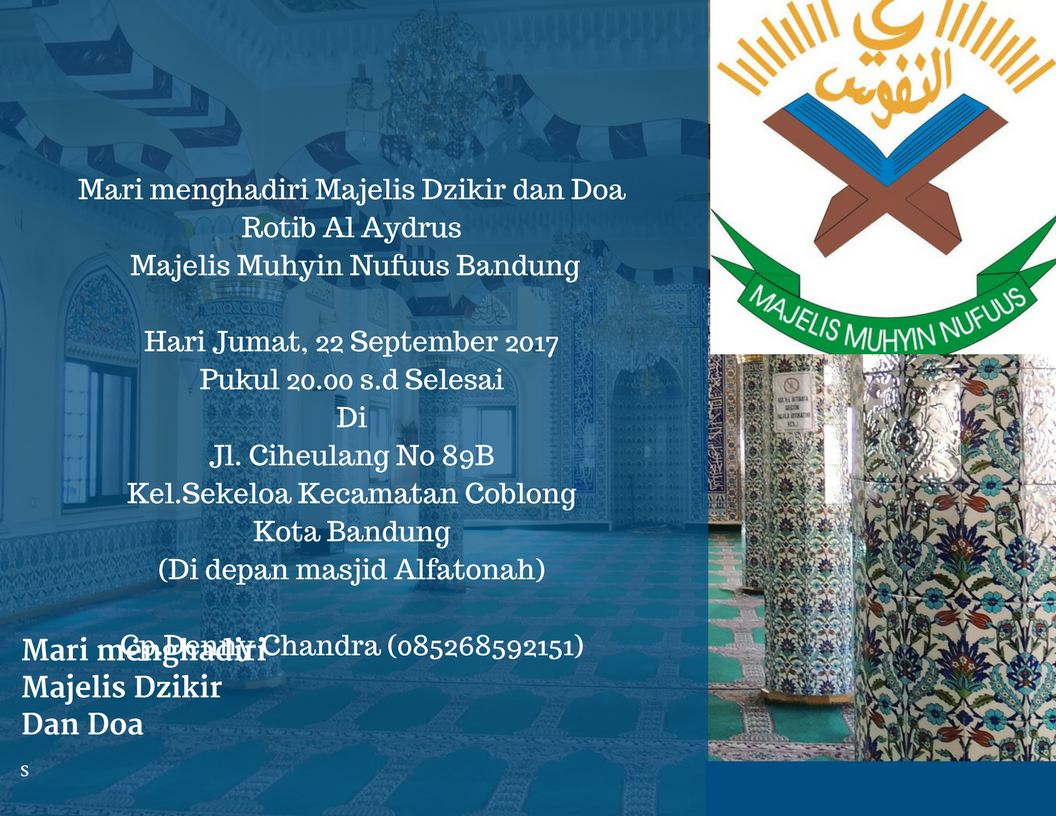 Mari menghadiri Majelis Dzikir dan Doa
Rotib Al Aydrus
Majelis Muhyin Nufuus Bandung
Hari Jumat, 22 September 2017
Pukul 20.00 s.d Selesai
Di
Jl. Ciheulang No 89B
Kel.Sekeloa Kecamatan Coblong
Kota Bandung
(Di depan masjid Alfatonah)
Cp.Denny Chandra (085268592151)
Mari menghadiri
Majelis Dzikir
Dan Doa
s
النفوس
MAJELIS MUHYIN NUFUUS